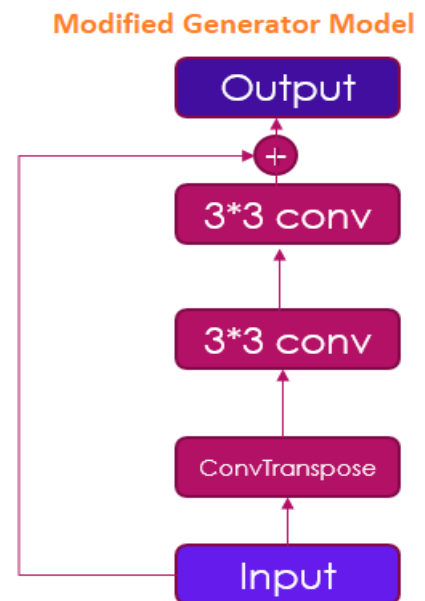 Modified Generator Model
Output
+
3*3 conv
3*3 conv
ConvTranspose
Input